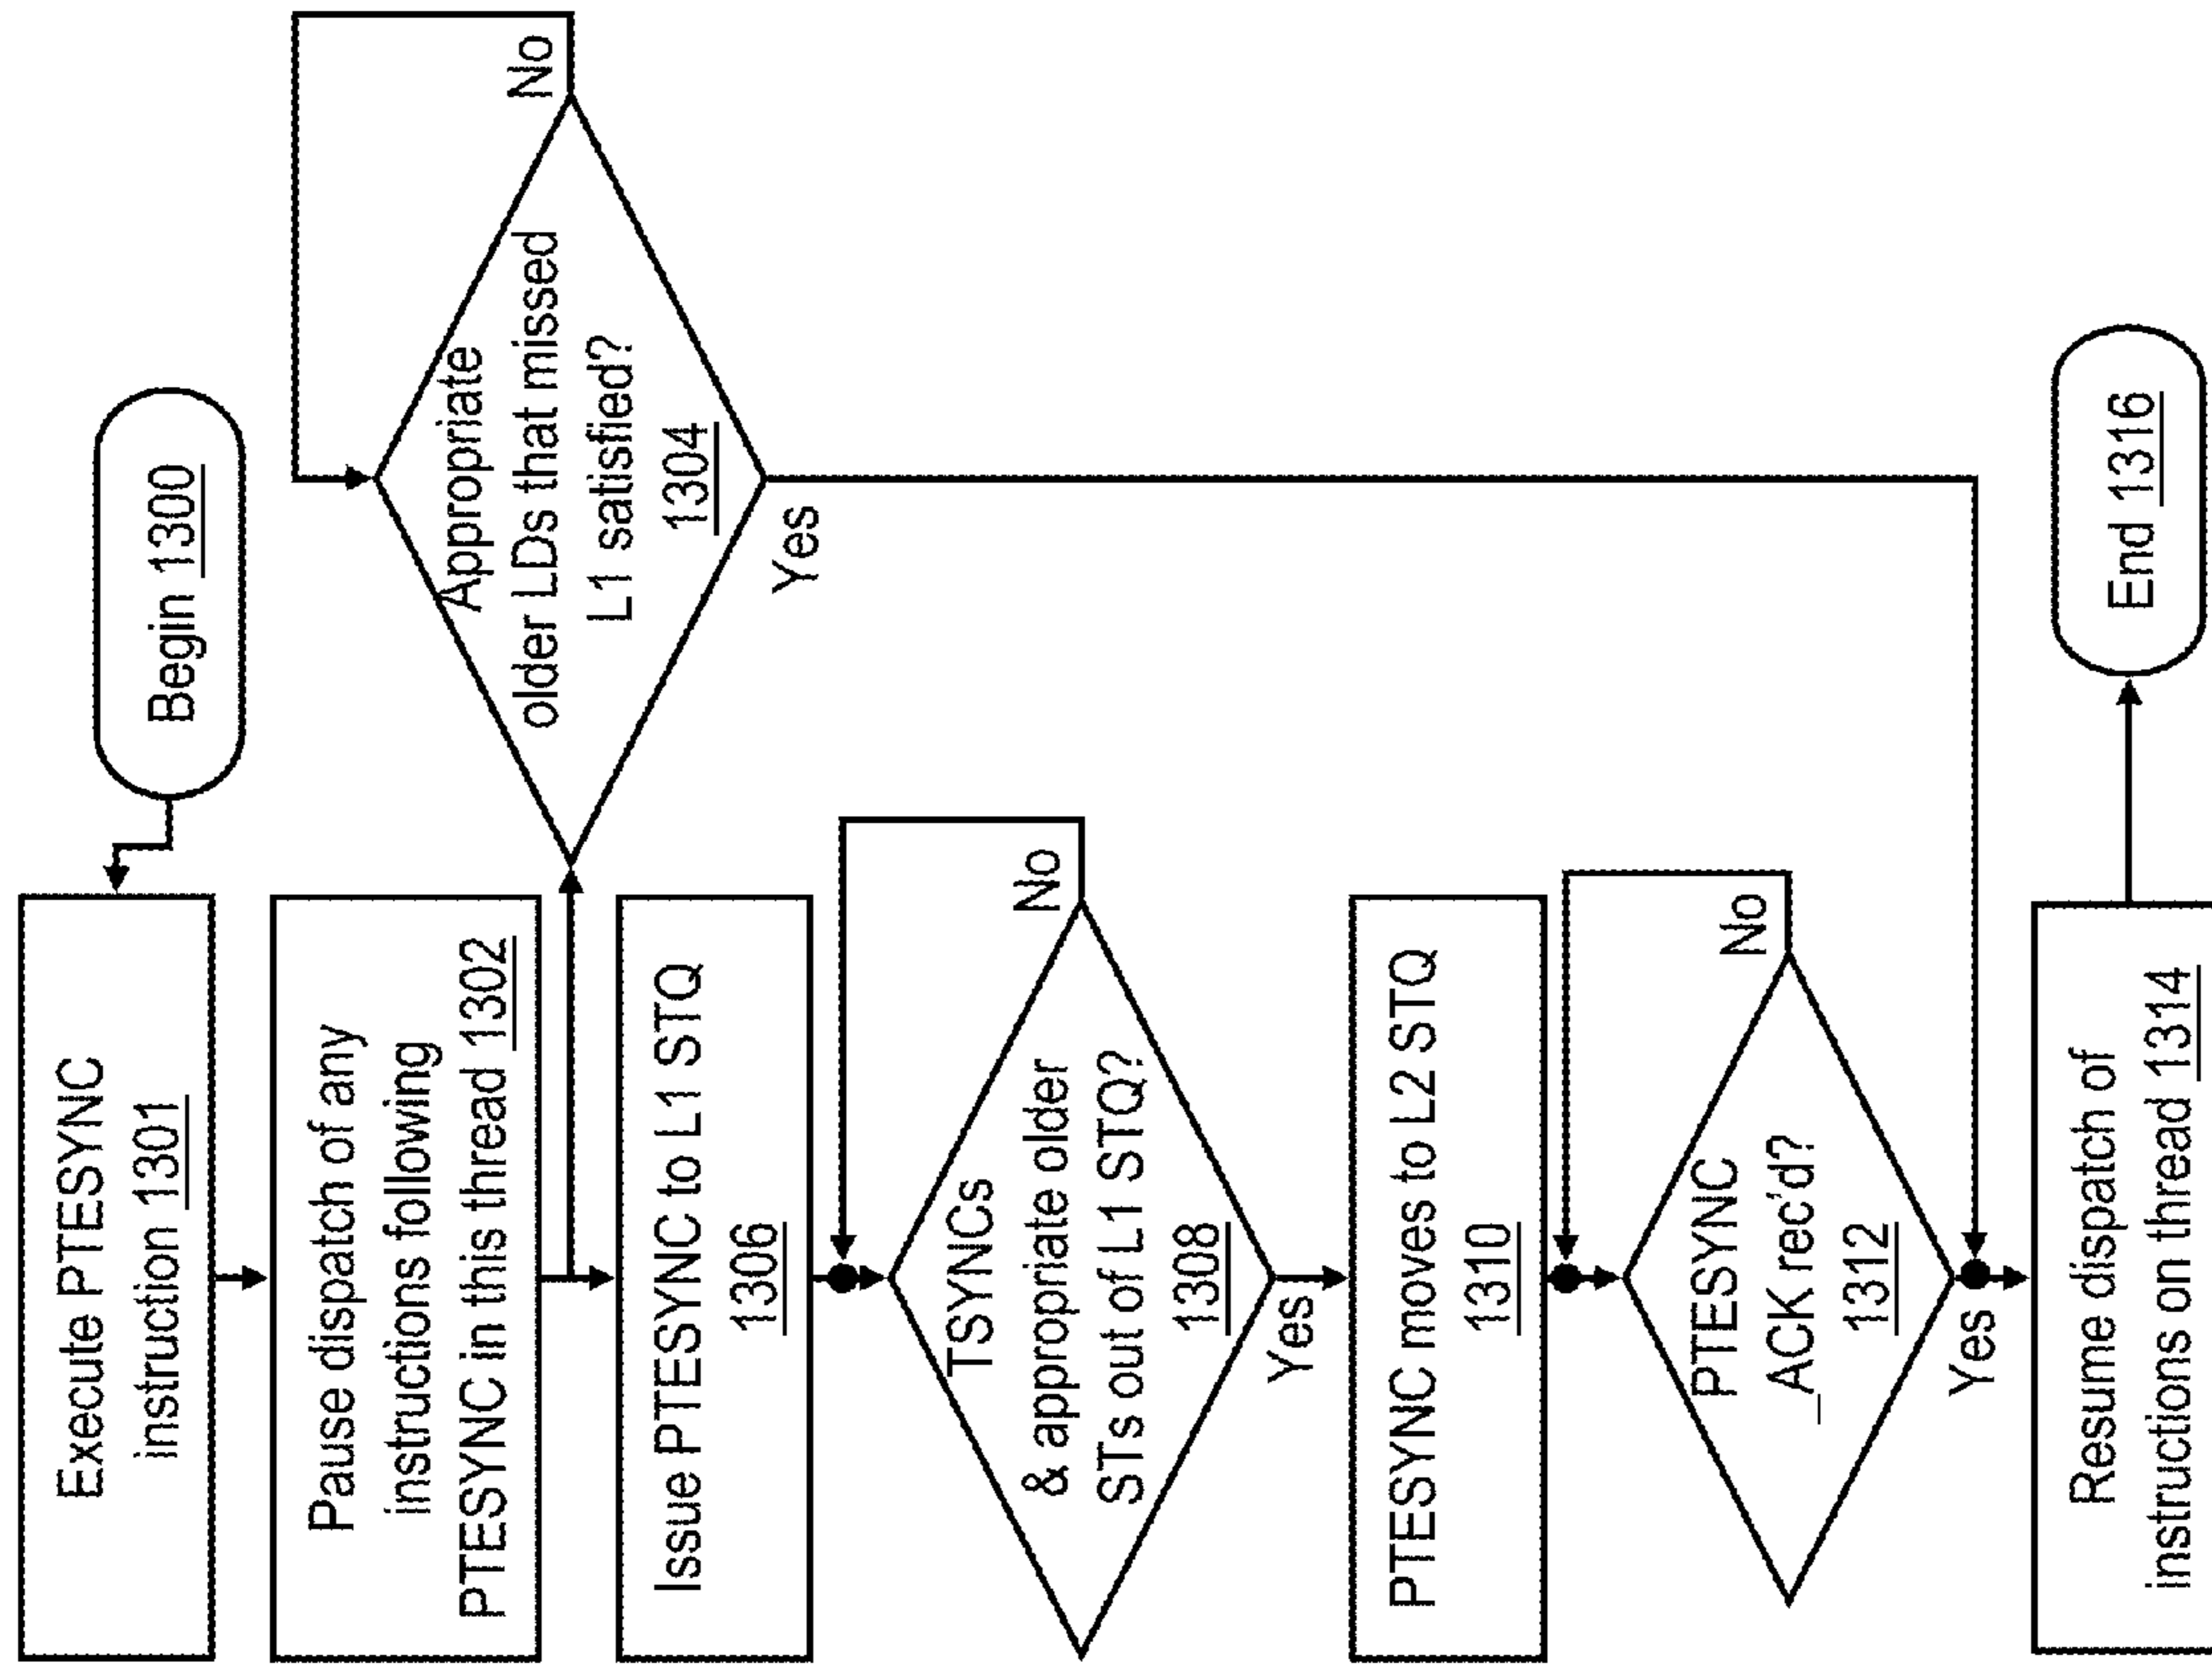 Begin 1300
Execute PTESYNC
instruction 1301
Pause dispatch of any
instructions following
PTESYNC in this thread 1302
Appropriate
older LDs that missed
L1 satisfied?
1304
No
Yes
Issue PTESYNC to L1 STQ
1306
TSYNCs
& appropriate older
STs out of L1 STQ?
1308
No
Yes
PTESYNC moves to L2 STQ
1310
PTESYNC
_ACK rec'd?
1312
No
Yes
Resume dispatch of
instructions on thread 1314
End 1316